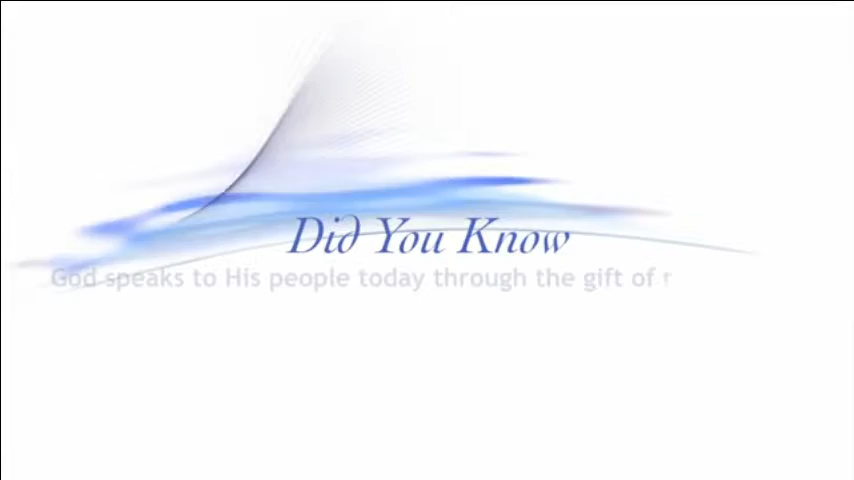 Did You Know
God speaks to His people today through the gift of